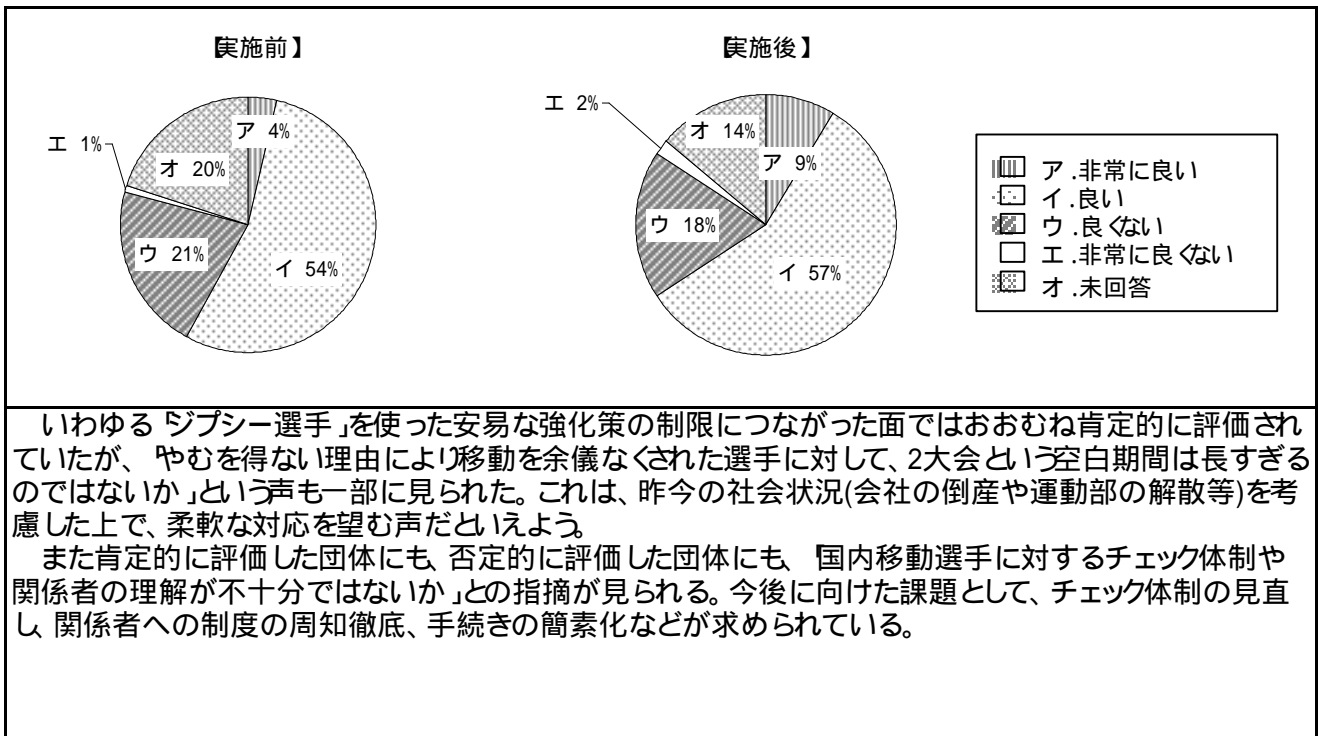 【実施前】
【実施後】
ア 4%
イ 54%
ウ 21%
エ 1%
オ 20%
ア 9%
イ 57%
ウ 18%
エ 2%
オ 14%
ア.非常に良い
イ.良い
ウ.良くない
エ.非常に良くない
オ.未回答
いわゆる「ジプシー選手」を使った安易な強化策の制限につながった面ではおおむね肯定的に評価され
ていたが、「やむを得ない理由により移動を余儀なくされた選手に対して、2大会という空白期間は長すぎる
のではないか」という声も一部に見られた。これは、昨今の社会状況(会社の倒産や運動部の解散等)を考
慮した上で、柔軟な対応を望む声だといえよう。
また肯定的に評価した団体にも、否定的に評価した団体にも、「国内移動選手に対するチェック体制や
関係者の理解が不十分ではないか」との指摘が見られる。今後に向けた課題として、チェック体制の見直
し、関係者への制度の周知徹底、手続きの簡素化などが求められている。